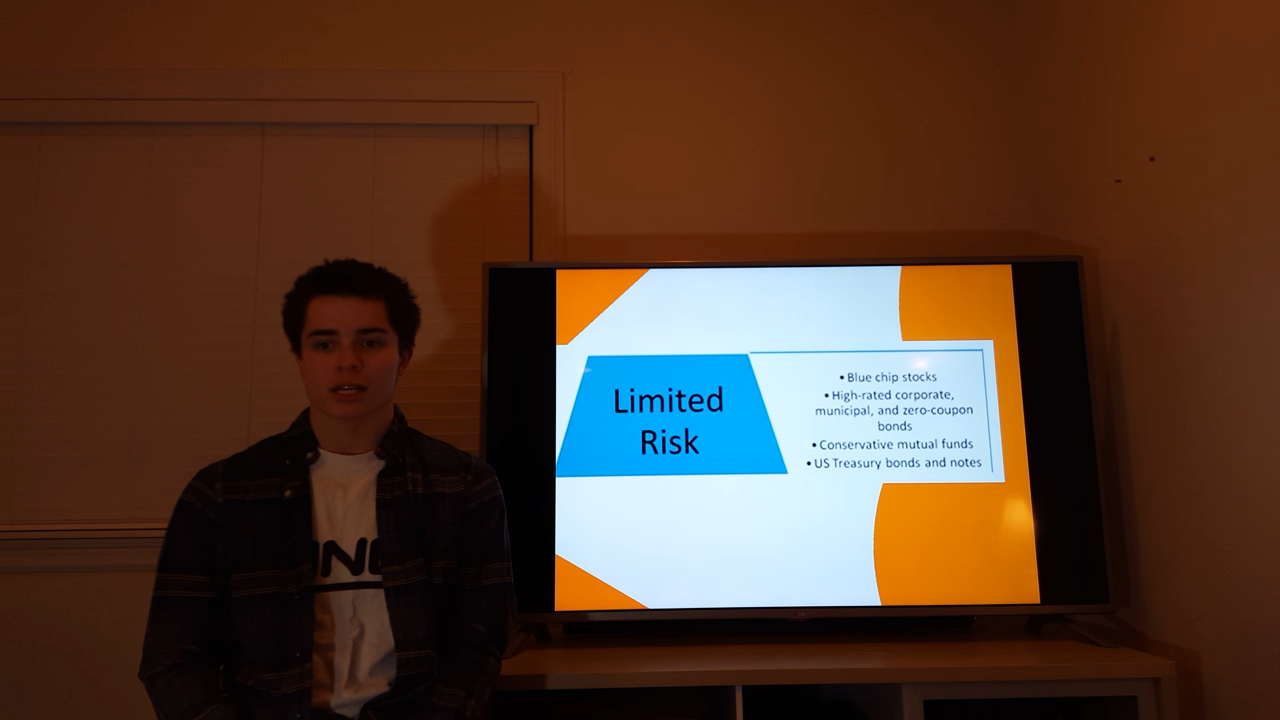 Limited
Risk
• Blue chip stocks
• High-rated corporate,
municipal, and zero-coupon
bonds
• Conservative mutual funds
• US Treasury bonds and notes